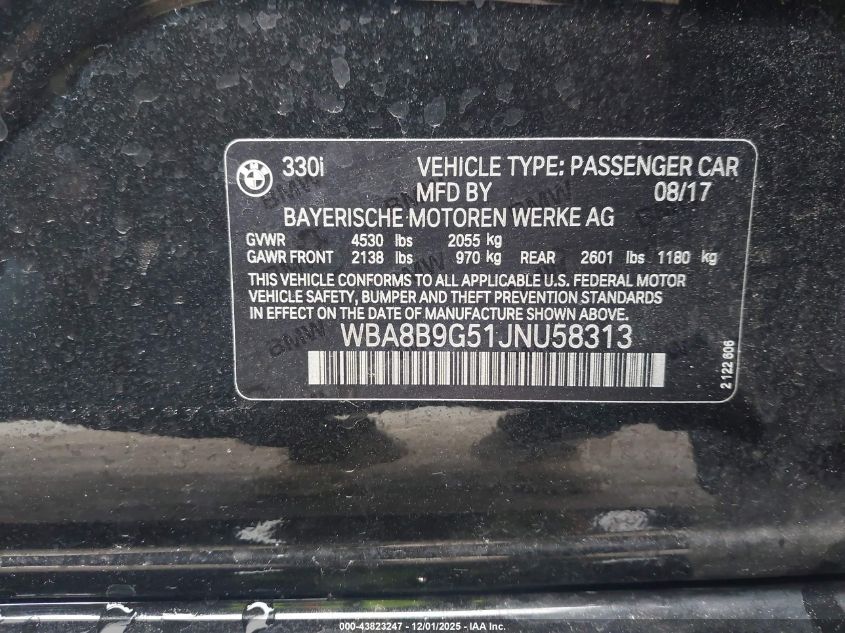 330i VEHICLE TYPE: PASSENGER CAR
MFD BY 08/17
BAYERISCHE MOTOREN WERKE AG
GVWR 4530 lbs 2055 kg
GAWR FRONT 2138 lbs 970 kg REAR 2601 lbs 1180 kg
THIS VEHICLE CONFORMS TO ALL APPLICABLE U.S. FEDERAL MOTOR
VEHICLE SAFETY, BUMPER AND THEFT PREVENTION STANDARDS
IN EFFECT ON THE DATE OF MANUFACTURE SHOWN ABOVE.
WBA8B9G51JNU58313
2 122 606
000-43823247 - 12/01/2025 - IAA Inc.